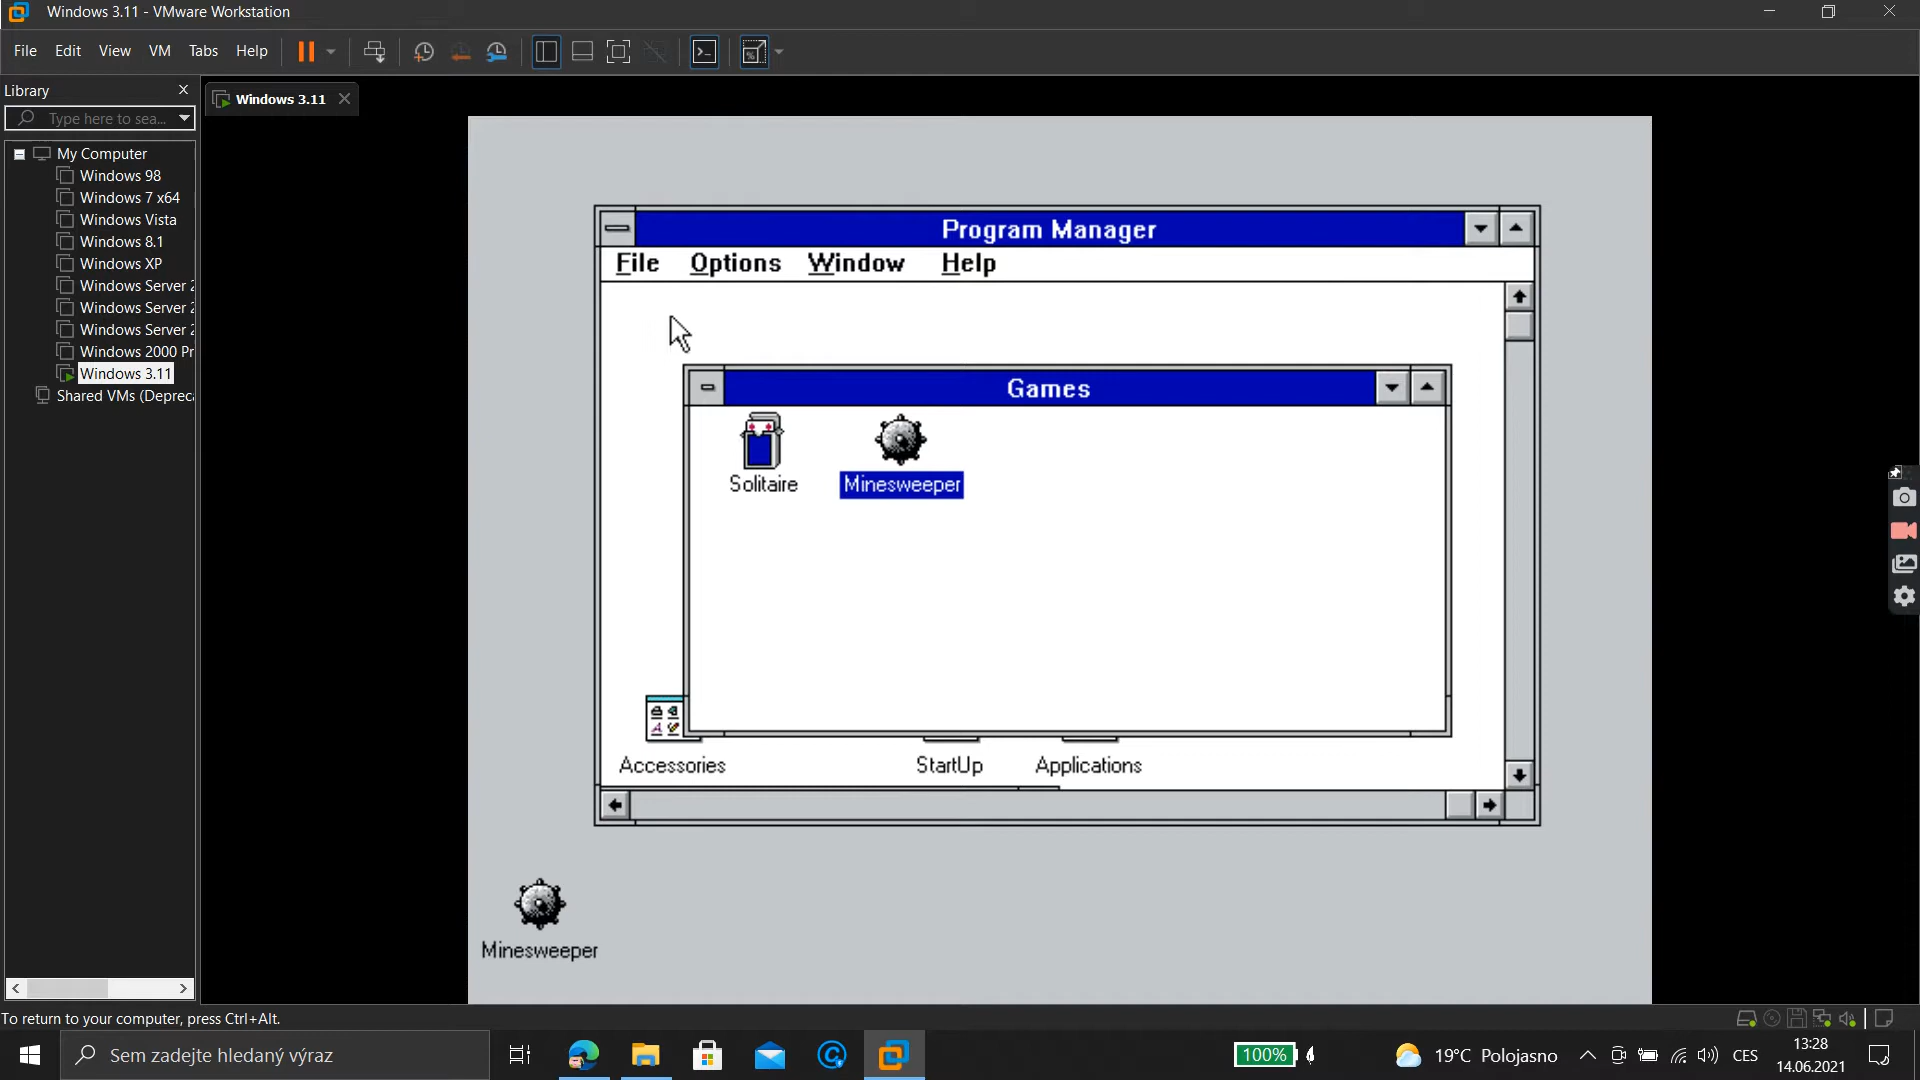 Windows 3.11 - VMware Workstation
File Edit View VM Tabs Help
Library
Type here to sea...
My Computer
Windows 98
Windows 7 x64
Windows Vista
Windows 8.1
Windows XP
Windows Server 2
Windows Server 2
Windows Server 2
Windows 2000 Pr
Windows 3.11
Shared VMs (Depreca
Windows 3.11
Program Manager
File Options Window Help
Games
Solitaire
Minesweeper
Accessories
StartUp
Applications
Minesweeper
To return to your computer, press Ctrl+Alt.
Sem zadejte hledaný výraz
100%
19°C Polojasno
CES
13:28
14.06.2021